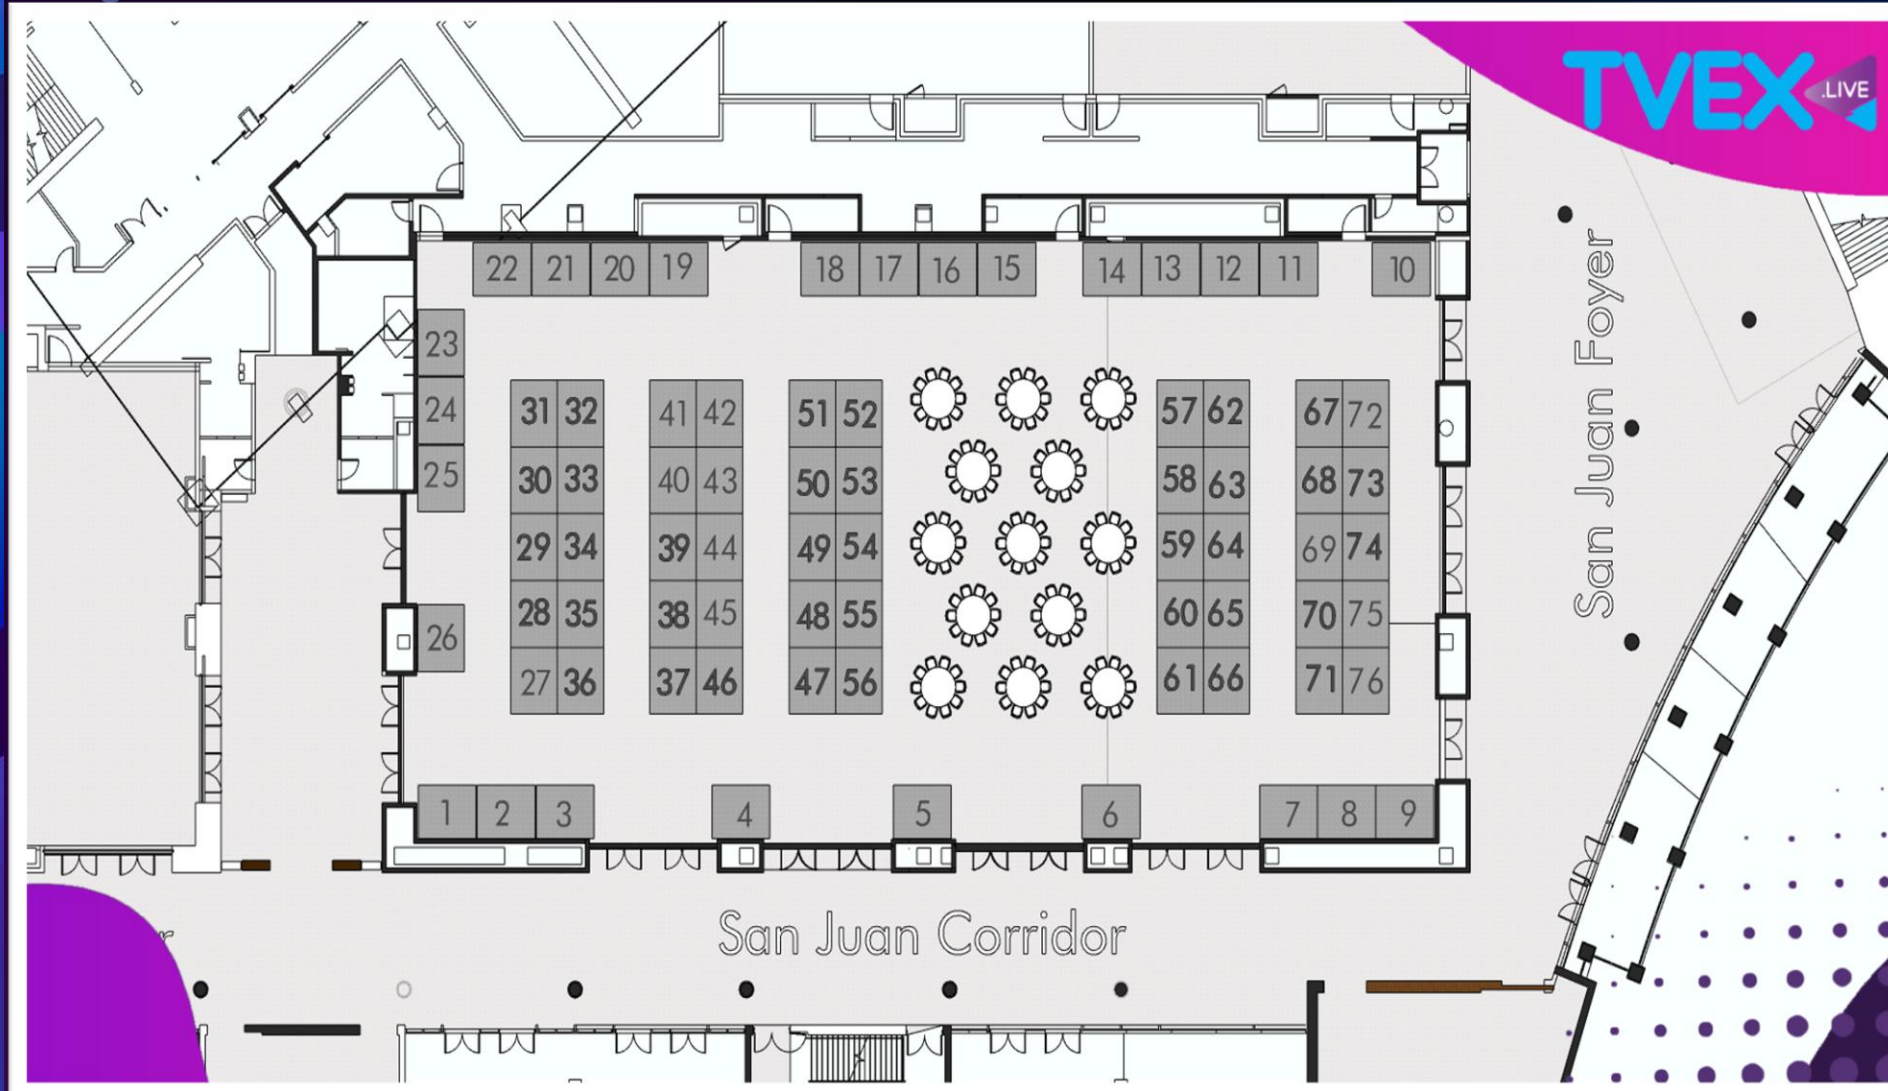 TVEX
.LIVE
22 21 20 19 18 17 16 15 14 13 12 11 10
23
24
25
26
31 32 41 42 51 52 57 62 67 72
30 33 40 43 50 53 58 63 68 73
29 34 39 44 49 54 59 64 69 74
28 35 38 45 48 55 60 65 70 75
27 36 37 46 47 56 61 66 71 76
1 2 3 4 5 6 7 8 9
San Juan Foyer
San Juan Corridor